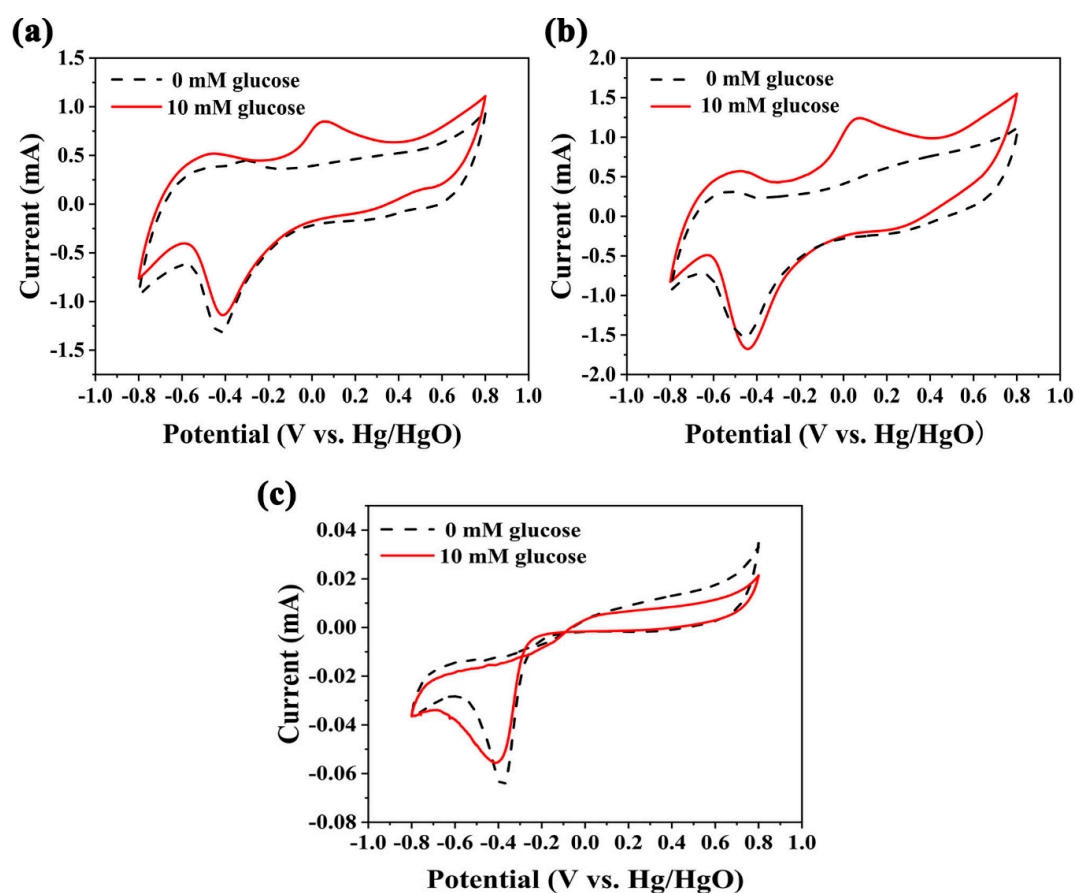 (a)
0 mM glucose
10 mM glucose
Current (mA)
1.5
1.0
0.5
0.0
-0.5
-1.0
-1.5
-1.0 -0.8 -0.6 -0.4 -0.2 0.0 0.2 0.4 0.6 0.8 1.0
Potential (V vs. Hg/HgO)
(b)
0 mM glucose
10 mM glucose
Current (mA)
2.0
1.5
1.0
0.5
0.0
-0.5
-1.0
-1.5
-2.0
-1.0 -0.8 -0.6 -0.4 -0.2 0.0 0.2 0.4 0.6 0.8 1.0
Potential (V vs. Hg/HgO）
(c)
0 mM glucose
10 mM glucose
Current (mA)
0.04
0.02
0.00
-0.02
-0.04
-0.06
-0.08
-1.0 -0.8 -0.6 -0.4 -0.2 0.0 0.2 0.4 0.6 0.8 1.0
Potential (V vs. Hg/HgO)